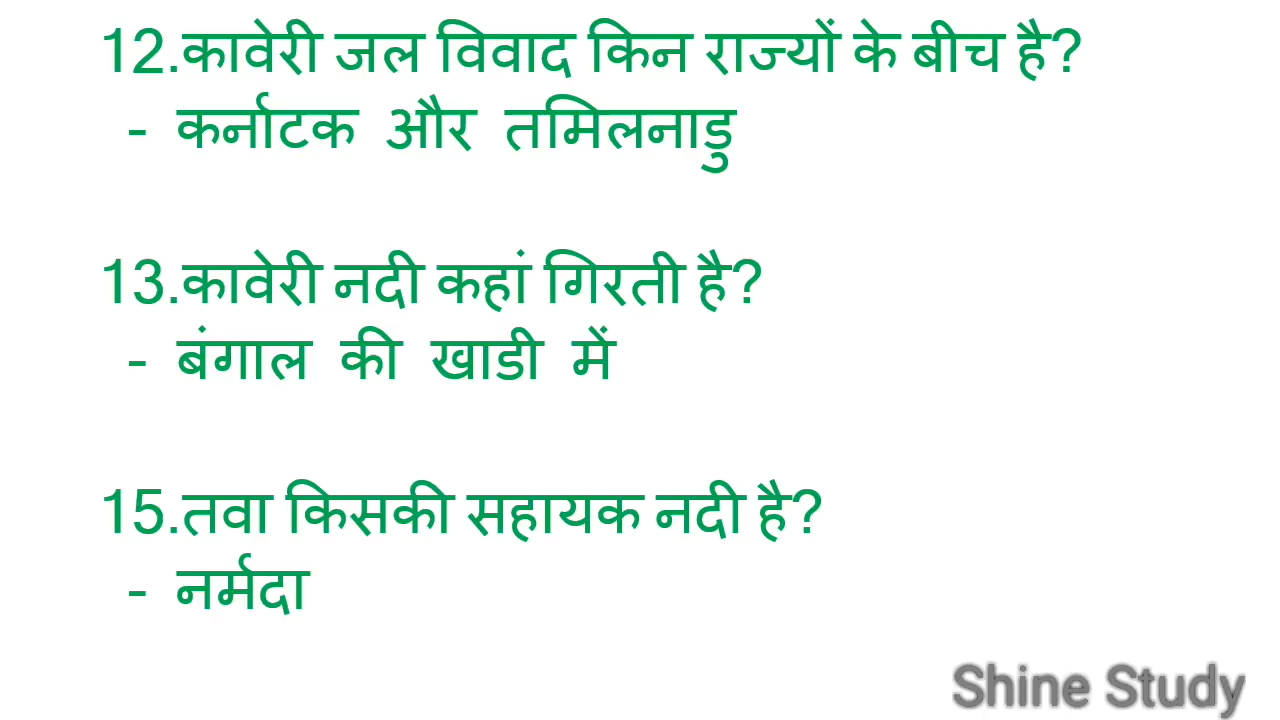 12.कावेरी जल विवाद किन राज्यों के बीच है?
- कर्नाटक और तमिलनाडु
13.कावेरी नदी कहां गिरती है?
- बंगाल की खाडी में
15.तवा किसकी सहायक नदी है?
- नर्मदा
Shine Study